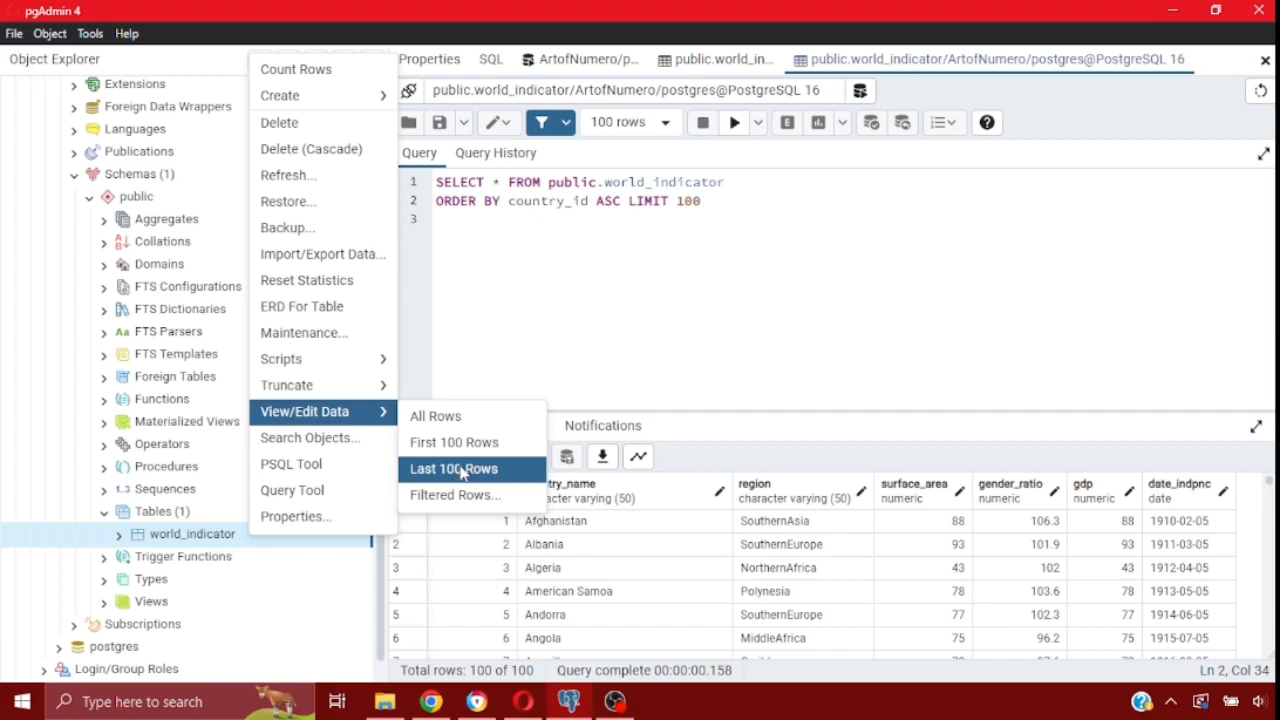 pgAdmin 4
File Object Tools Help
Object Explorer
Extensions
Foreign Data Wrappers
Languages
Publications
Schemas (1)
public
Aggregates
Collations
Domains
FTS Configurations
FTS Dictionaries
FTS Parsers
FTS Templates
Foreign Tables
Functions
Materialized Views
Operators
Procedures
1..3 Sequences
Tables (1)
world_indicator
Trigger Functions
Types
Views
Subscriptions
postgres
Login/Group Roles
Count Rows
Create
Delete
Delete (Cascade)
Refresh...
Restore...
Backup...
Import/Export Data...
Reset Statistics
ERD For Table
Maintenance...
Scripts
Truncate
View/Edit Data
Search Objects...
PSQL Tool
Query Tool
Properties...
All Rows
First 100 Rows
Last 100 Rows
Filtered Rows...
Properties SQL ArtofNumero/p... public.world_in... public.world_indicator/ArtofNumero/postgres@PostgreSQL 16
public.world_indicator/ArtofNumero/postgres@PostgreSQL 16
100 rows
Query Query History
1 SELECT * FROM public.world_indicator
2 ORDER BY country_id ASC LIMIT 100
3
Notifications
region surface_area gender_ratio gdp date_indpnc
character varying (50) numeric numeric numeric date
1 Afghanistan SouthernAsia 88 106.3 88 1910-02-05
2 2 Albania SouthernEurope 93 101.9 93 1911-03-05
3 3 Algeria NorthernAfrica 43 102 43 1912-04-05
4 4 American Samoa Polynesia 78 103.6 78 1913-05-05
5 5 Andorra SouthernEurope 77 102.3 77 1914-06-05
6 6 Angola MiddleAfrica 75 96.2 75 1915-07-05
Total rows: 100 of 100 Query complete 00:00:00.158 Ln 2, Col 34
Type here to search